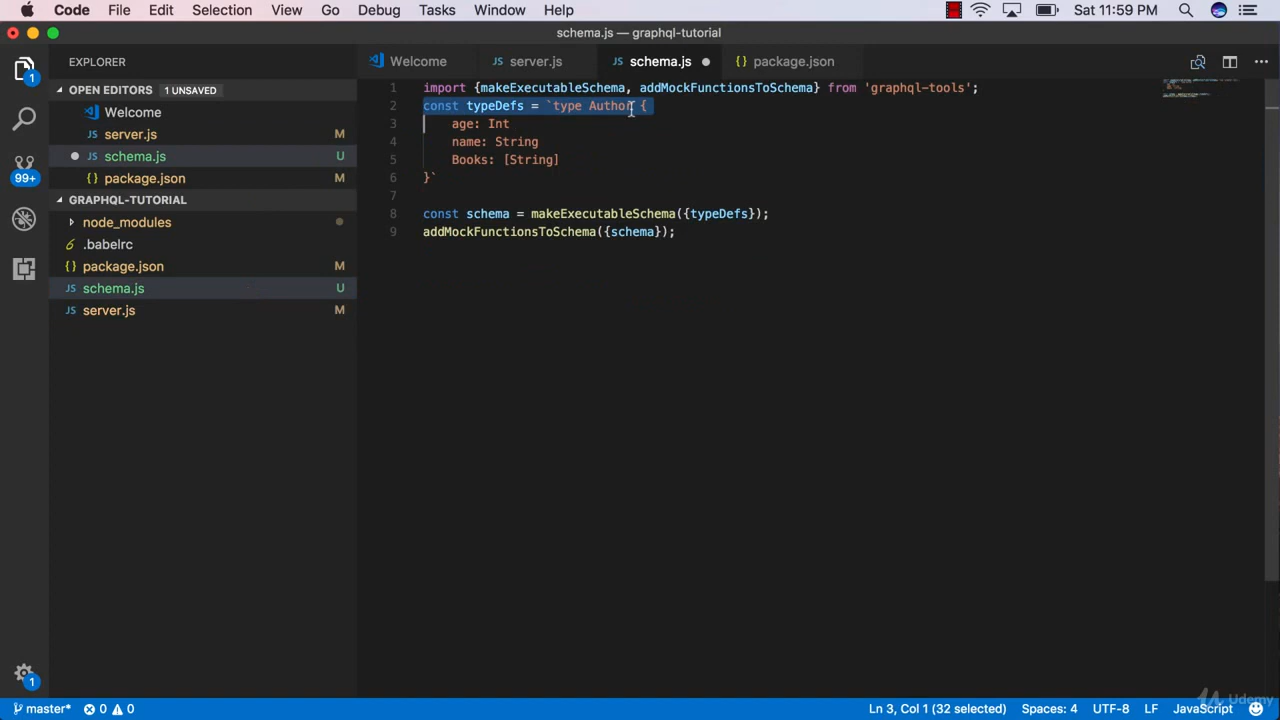 Code File Edit Selection View Go Debug Tasks Window Help Sat 11:59 PM
schema.js — graphql-tutorial
EXPLORER
Welcome server.js schema.js package.json
OPEN EDITORS 1 UNSAVED
Welcome
server.js M
schema.js U
package.json M
GRAPHQL-TUTORIAL
node_modules
.babelrc
package.json M
schema.js U
server.js M
1
99+
1
1 import {makeExecutableSchema, addMockFunctionsToSchema} from 'graphql-tools';
2 const typeDefs = `type Author {
3 age: Int
4 name: String
5 Books: [String]
6 }`
7
8 const schema = makeExecutableSchema({typeDefs});
9 addMockFunctionsToSchema({schema});
master* 0 0 Ln 3, Col 1 (32 selected) Spaces: 4 UTF-8 LF JavaScript
Udemy